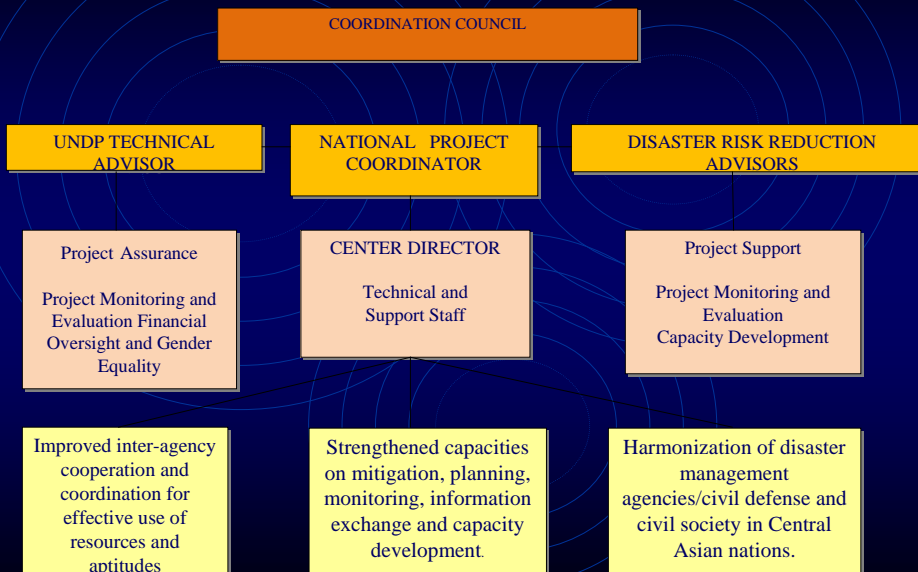 COORDINATION COUNCIL
UNDP TECHNICAL
ADVISOR
NATIONAL PROJECT
COORDINATOR
DISASTER RISK REDUCTION
ADVISORS
Project Assurance
Project Monitoring and
Evaluation Financial
Oversight and Gender
Equality
CENTER DIRECTOR
Technical and
Support Staff
Project Support
Project Monitoring and
Evaluation
Capacity Development
Improved inter-agency
cooperation and
coordination for
effective use of
resources and
aptitudes
Strengthened capacities
on mitigation, planning,
monitoring, information
exchange and capacity
development.
Harmonization of disaster
management
agencies/civil defense and
civil society in Central
Asian nations.